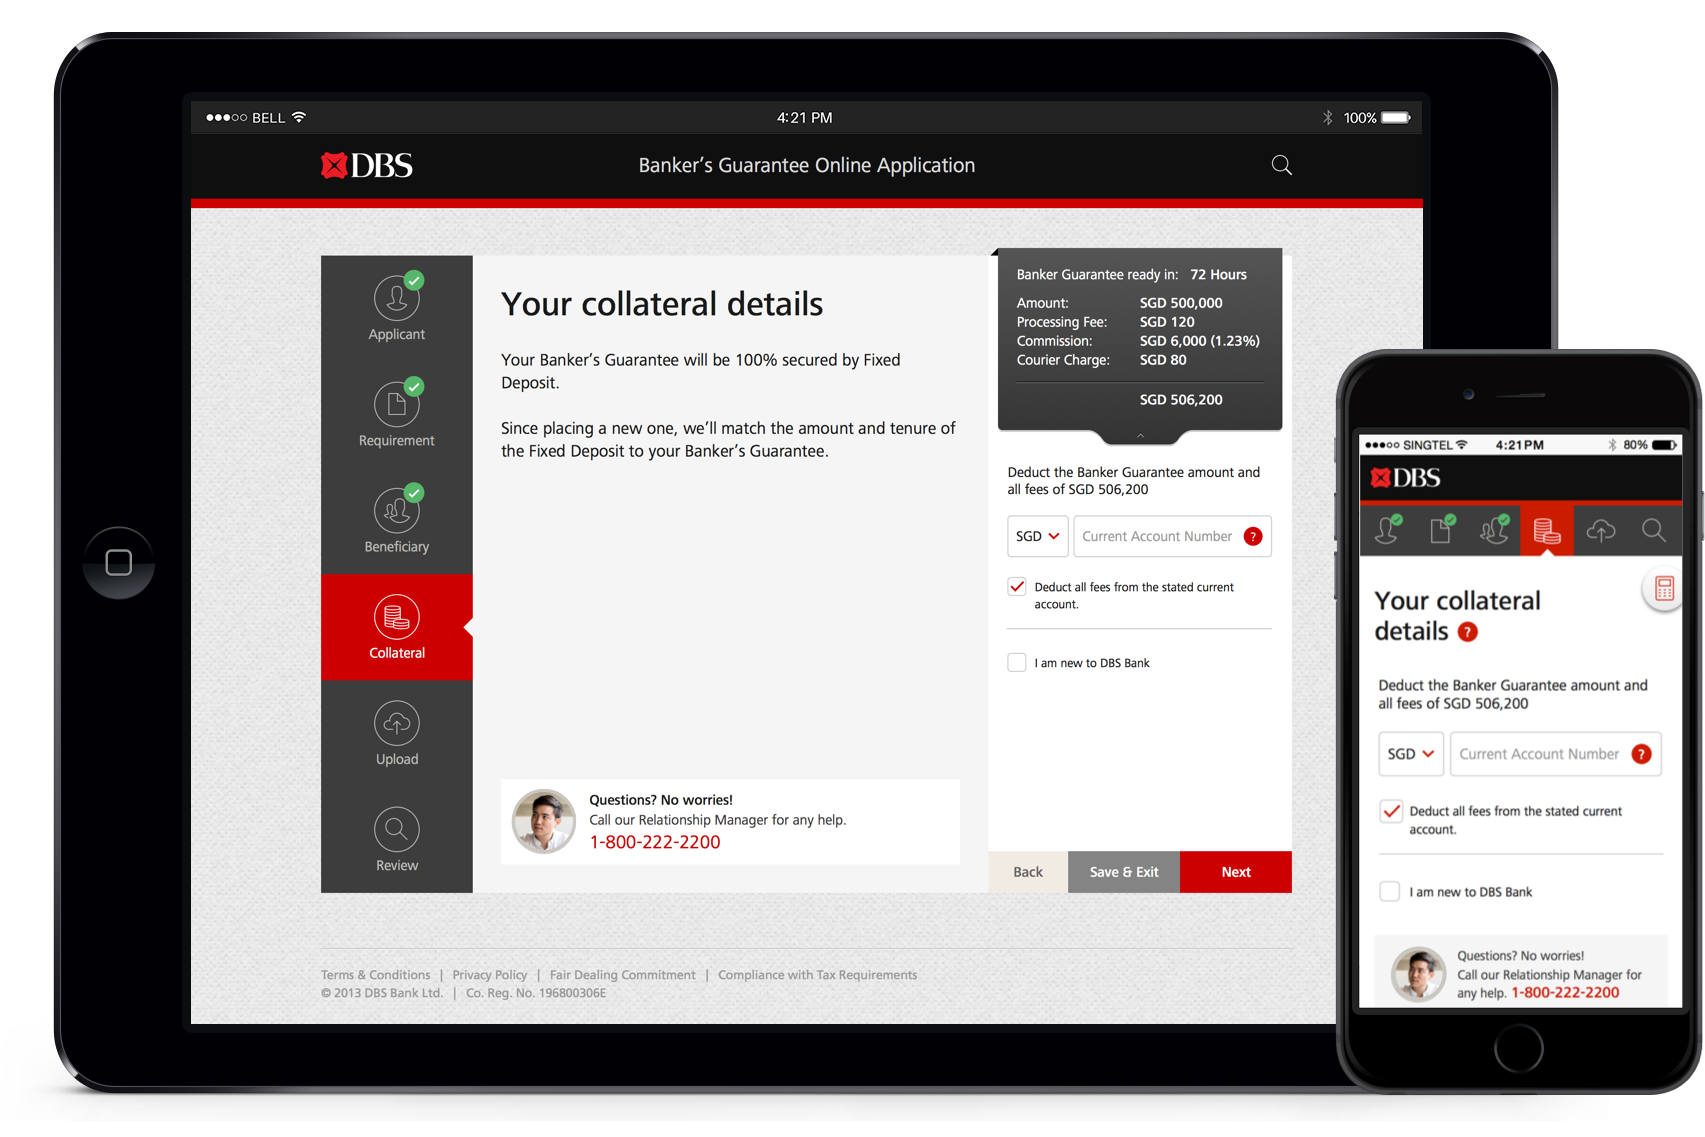 BELL
4:21 PM
100%
DBS
Banker's Guarantee Online Application
Applicant
Requirement
Beneficiary
Collateral
Upload
Review
Your collateral details
Your Banker's Guarantee will be 100% secured by Fixed
Deposit.
Since placing a new one, we'll match the amount and tenure of
the Fixed Deposit to your Banker's Guarantee.
Questions? No worries!
Call our Relationship Manager for any help.
1-800-222-2200
Banker Guarantee ready in: 72 Hours
Amount: SGD 500,000
Processing Fee: SGD 120
Commission: SGD 6,000 (1.23%)
Courier Charge: SGD 80
SGD 506,200
Deduct the Banker Guarantee amount and
all fees of SGD 506,200
SGD
Current Account Number ?
Deduct all fees from the stated current
account.
I am new to DBS Bank
Back
Save & Exit
Next
Terms & Conditions | Privacy Policy | Fair Dealing Commitment | Compliance with Tax Requirements
© 2013 DBS Bank Ltd. | Co. Reg. No. 196800306E
SINGTEL
4:21PM
80%
DBS
Your collateral
details ?
Deduct the Banker Guarantee amount and
all fees of SGD 506,200
SGD
Current Account Number ?
Deduct all fees from the stated current
account.
I am new to DBS Bank
Questions? No worries!
Call our Relationship Manager for
any help. 1-800-222-2200